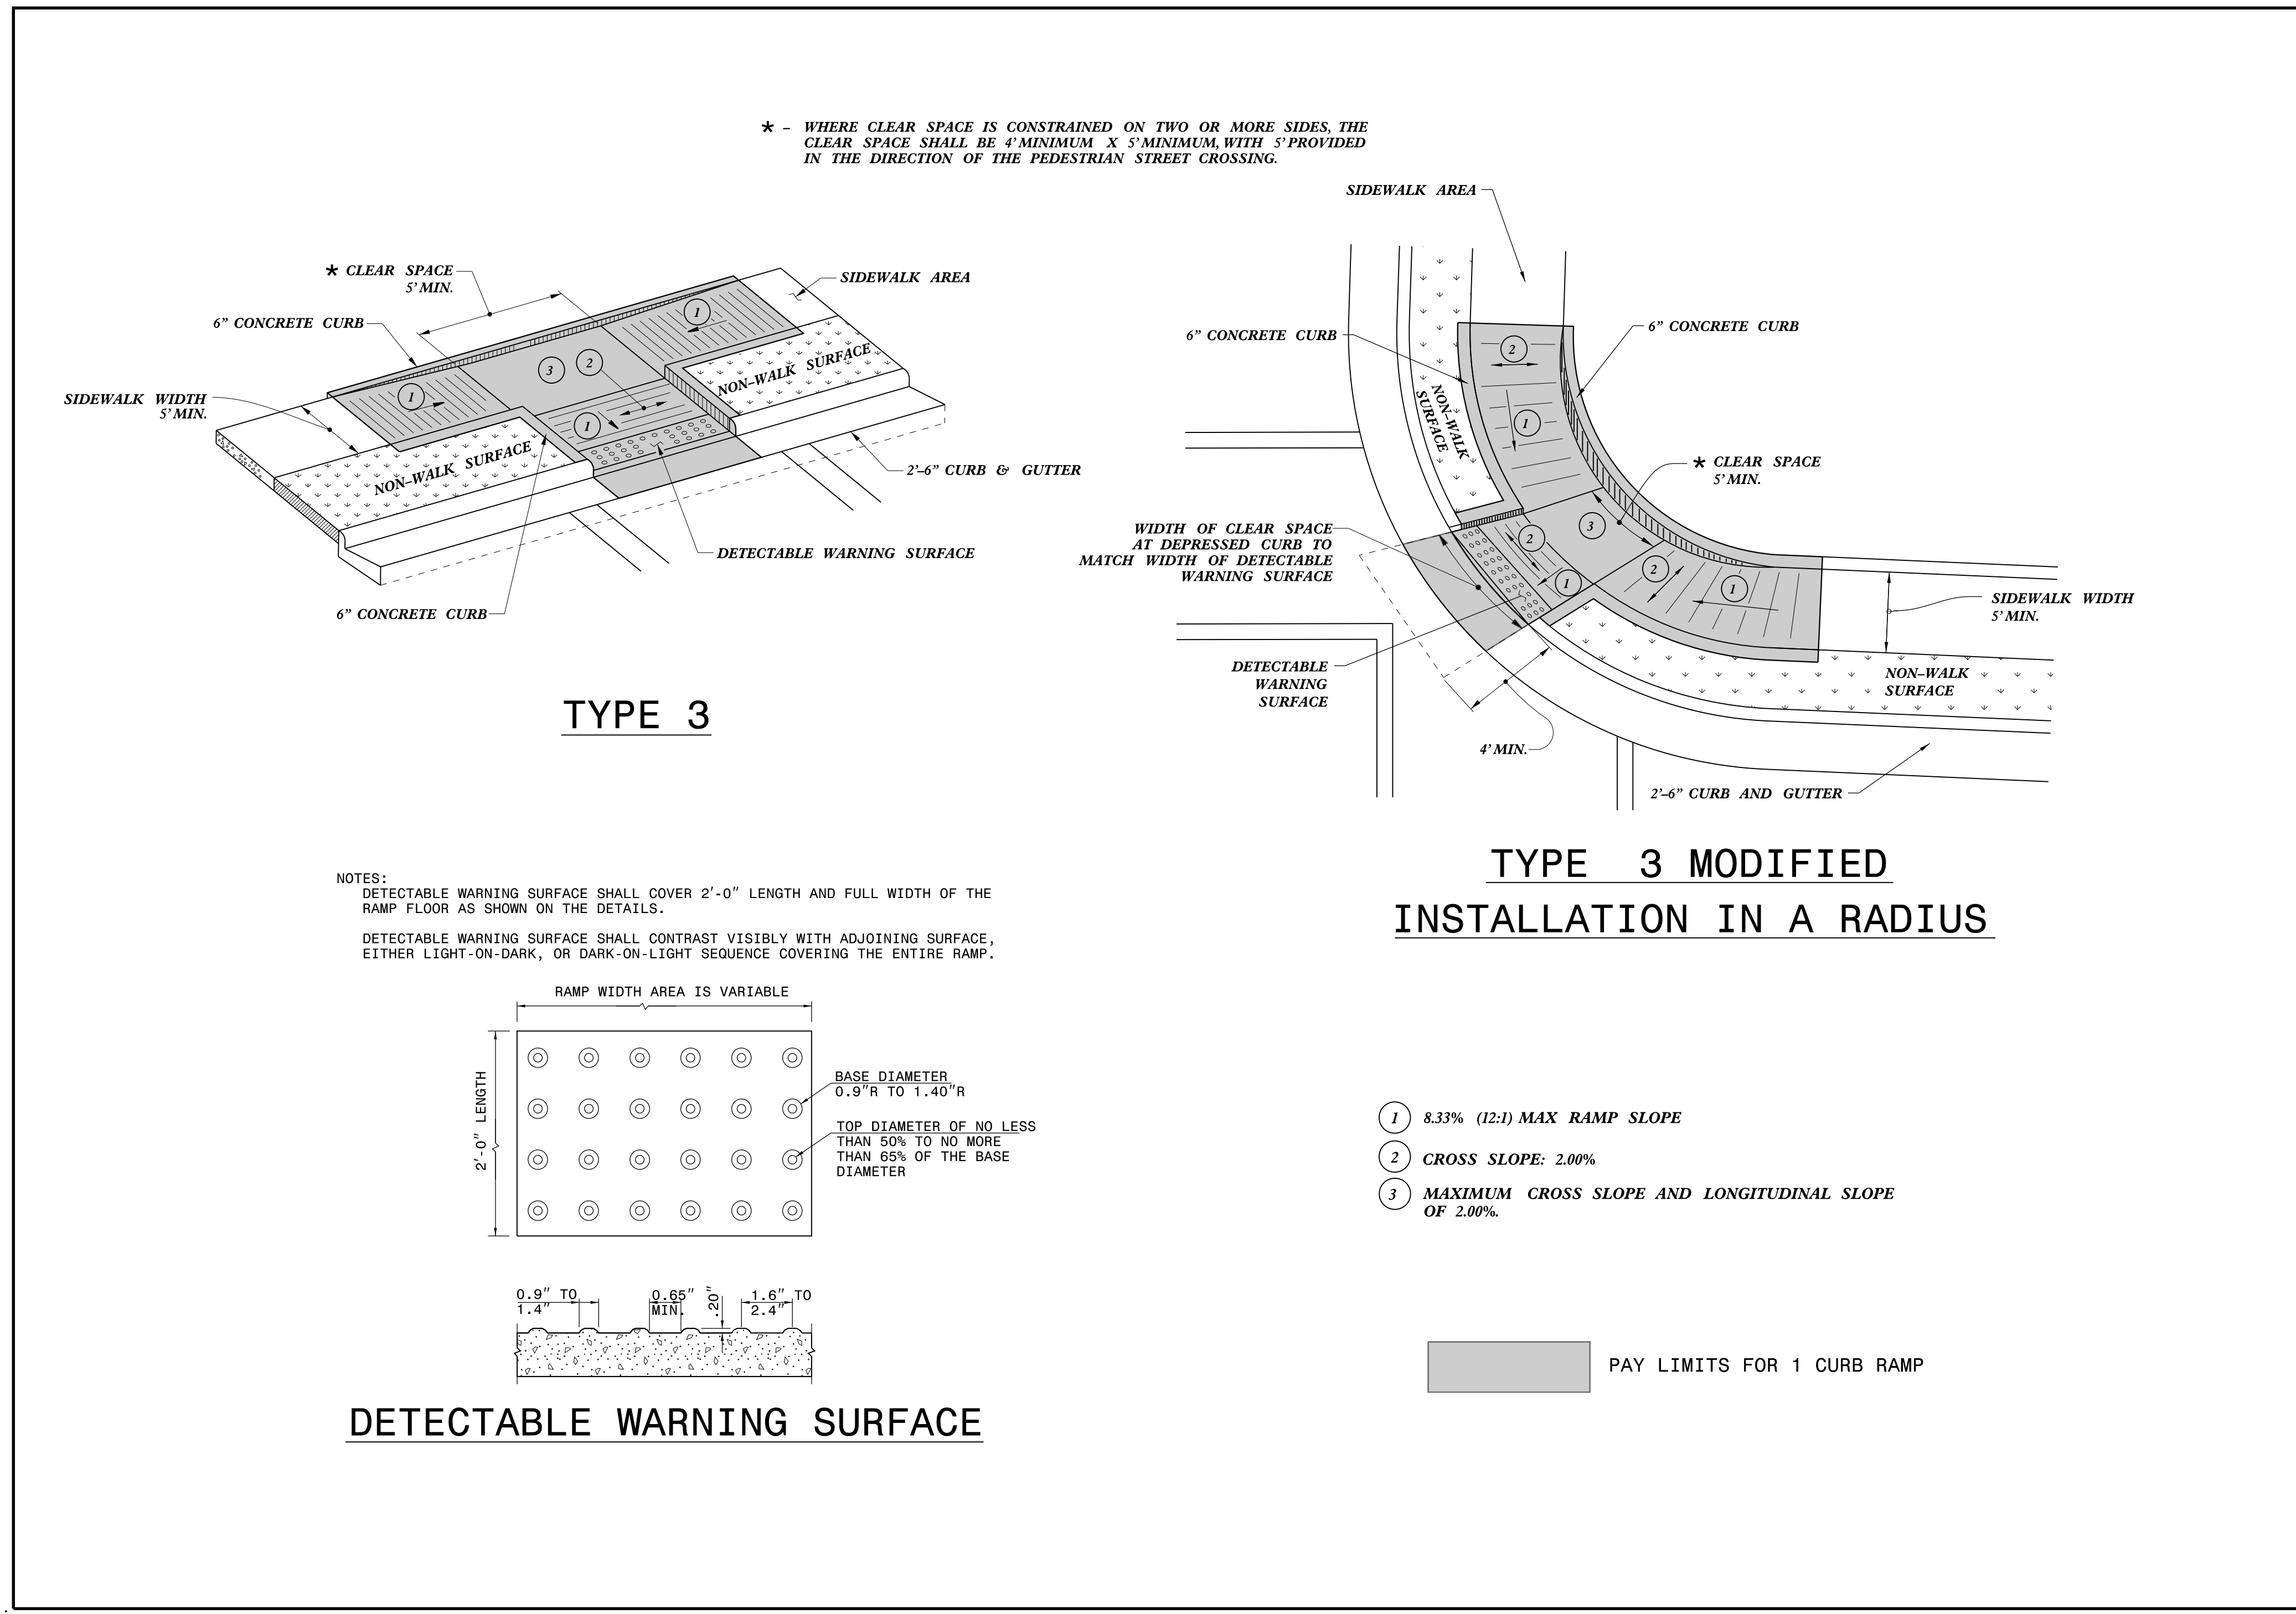 * – WHERE CLEAR SPACE IS CONSTRAINED ON TWO OR MORE SIDES, THE
CLEAR SPACE SHALL BE 4' MINIMUM X 5' MINIMUM, WITH 5' PROVIDED
IN THE DIRECTION OF THE PEDESTRIAN STREET CROSSING.
* CLEAR SPACE
5' MIN.
6" CONCRETE CURB
SIDEWALK WIDTH
5' MIN.
SIDEWALK AREA
1
3
2
1
1
NON-WALK SURFACE
NON-WALK SURFACE
2'-6" CURB & GUTTER
DETECTABLE WARNING SURFACE
6" CONCRETE CURB
TYPE 3
SIDEWALK AREA
6" CONCRETE CURB
6" CONCRETE CURB
2
1
NON-WALK
SURFACE
* CLEAR SPACE
5' MIN.
WIDTH OF CLEAR SPACE
AT DEPRESSED CURB TO
MATCH WIDTH OF DETECTABLE
WARNING SURFACE
3
2
1
2
1
SIDEWALK WIDTH
5' MIN.
DETECTABLE
WARNING
SURFACE
NON-WALK
SURFACE
4' MIN.
2'-6" CURB AND GUTTER
TYPE 3 MODIFIED
INSTALLATION IN A RADIUS
NOTES:
DETECTABLE WARNING SURFACE SHALL COVER 2'-0" LENGTH AND FULL WIDTH OF THE
RAMP FLOOR AS SHOWN ON THE DETAILS.
DETECTABLE WARNING SURFACE SHALL CONTRAST VISIBLY WITH ADJOINING SURFACE,
EITHER LIGHT-ON-DARK, OR DARK-ON-LIGHT SEQUENCE COVERING THE ENTIRE RAMP.
RAMP WIDTH AREA IS VARIABLE
2'-0" LENGTH
BASE DIAMETER
0.9"R TO 1.40"R
TOP DIAMETER OF NO LESS
THAN 50% TO NO MORE
THAN 65% OF THE BASE
DIAMETER
0.9" TO
1.4"
0.65"
MIN.
.20"
1.6" TO
2.4"
DETECTABLE WARNING SURFACE
1 8.33% (12:1) MAX RAMP SLOPE
2 CROSS SLOPE: 2.00%
3 MAXIMUM CROSS SLOPE AND LONGITUDINAL SLOPE
OF 2.00%.
PAY LIMITS FOR 1 CURB RAMP